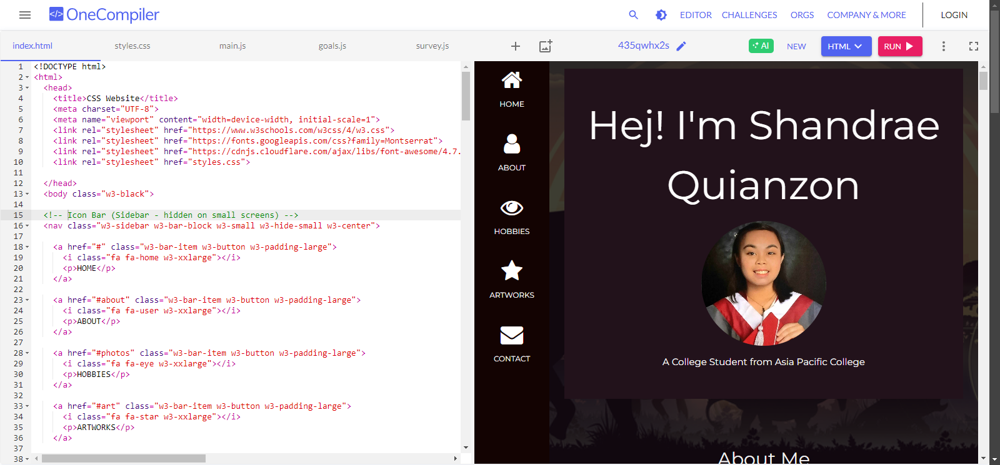 OneCompiler
EDITOR CHALLENGES ORGS COMPANY & MORE LOGIN
index.html styles.css main.js goals.js survey.js
435qwhx2s AI NEW HTML RUN
1 <!DOCTYPE html>
2 <html>
3 <head>
4 <title>CSS Website</title>
5 <meta charset="UTF-8">
6 <meta name="viewport" content="width=device-width, initial-scale=1">
7 <link rel="stylesheet" href="https://www.w3schools.com/w3css/4/w3.css">
8 <link rel="stylesheet" href="https://fonts.googleapis.com/css?family=Montserrat">
9 <link rel="stylesheet" href="https://cdnjs.cloudflare.com/ajax/libs/font-awesome/4.7.
10 <link rel="stylesheet" href="styles.css">
11
12 </head>
13 <body class="w3-black">
14
15 <!-- Icon Bar (Sidebar - hidden on small screens) -->
16 <nav class="w3-sidebar w3-bar-block w3-small w3-hide-small w3-center">
17
18 <a href="#" class="w3-bar-item w3-button w3-padding-large">
19 <i class="fa fa-home w3-xxlarge"></i>
20 <p>HOME</p>
21 </a>
22
23 <a href="#about" class="w3-bar-item w3-button w3-padding-large">
24 <i class="fa fa-user w3-xxlarge"></i>
25 <p>ABOUT</p>
26 </a>
27
28 <a href="#photos" class="w3-bar-item w3-button w3-padding-large">
29 <i class="fa fa-eye w3-xxlarge"></i>
30 <p>HOBBIES</p>
31 </a>
32
33 <a href="#art" class="w3-bar-item w3-button w3-padding-large">
34 <i class="fa fa-star w3-xxlarge"></i>
35 <p>ARTWORKS</p>
36 </a>
37
38
HOME
ABOUT
HOBBIES
ARTWORKS
CONTACT
Hej! I'm Shandrae
Quianzon
A College Student from Asia Pacific College
About Me